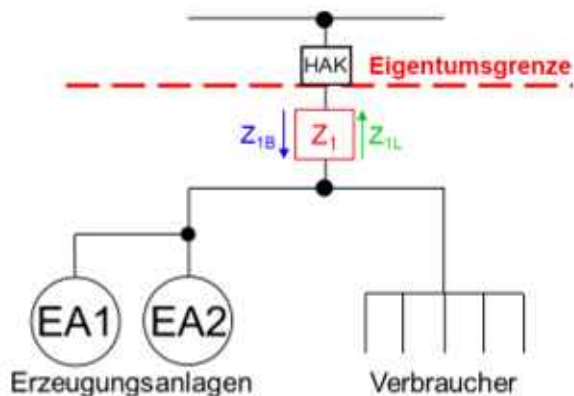 HAK
Eigentumsgrenze
Z1B Z1 Z1L
EA1 EA2
Erzeugungsanlagen Verbraucher